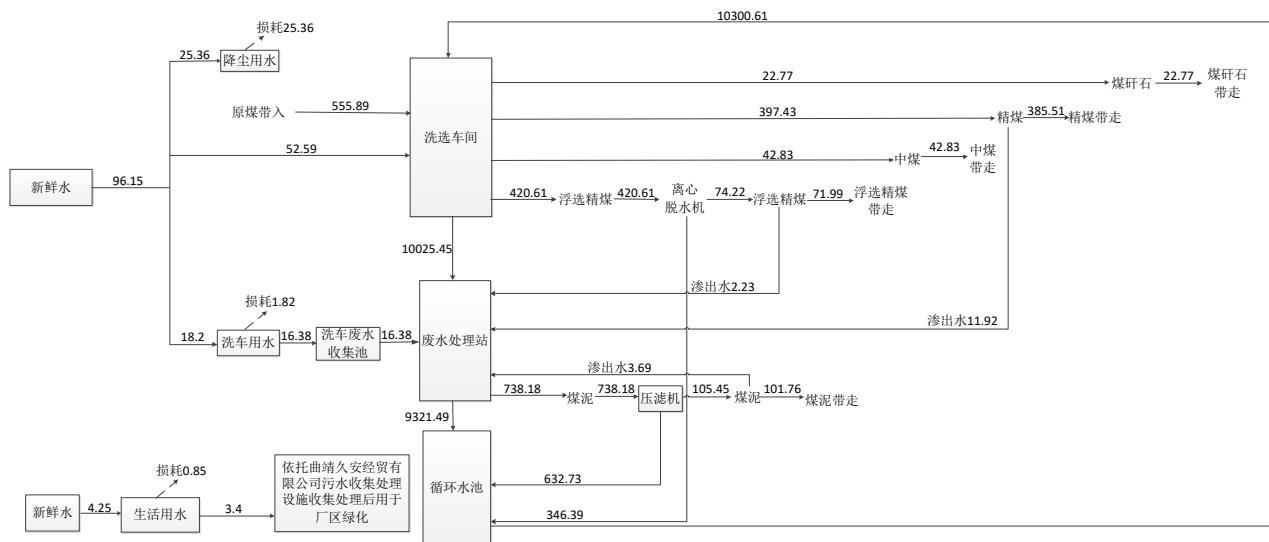 10300.61
损耗25.36
25.36
降尘用水
22.77
煤矸石
22.77
煤矸石
带走
原煤带入
555.89
397.43
精煤
385.51
精煤带走
洗选车间
52.59
42.83
中煤
42.83
中煤
带走
新鲜水
96.15
420.61
浮选精煤
420.61
离心
脱水机
74.22
浮选精煤
71.99
浮选精煤
带走
10025.45
渗出水2.23
损耗1.82
渗出水11.92
18.2
洗车用水
16.38
洗车废水
收集池
16.38
废水处理站
渗出水3.69
738.18
煤泥
738.18
压滤机
105.45
煤泥
101.76
煤泥带走
9321.49
损耗0.85
依托曲靖久安经贸有
限公司污水收集处理
设施收集处理后用于
厂区绿化
循环水池
632.73
新鲜水
4.25
生活用水
3.4
346.39